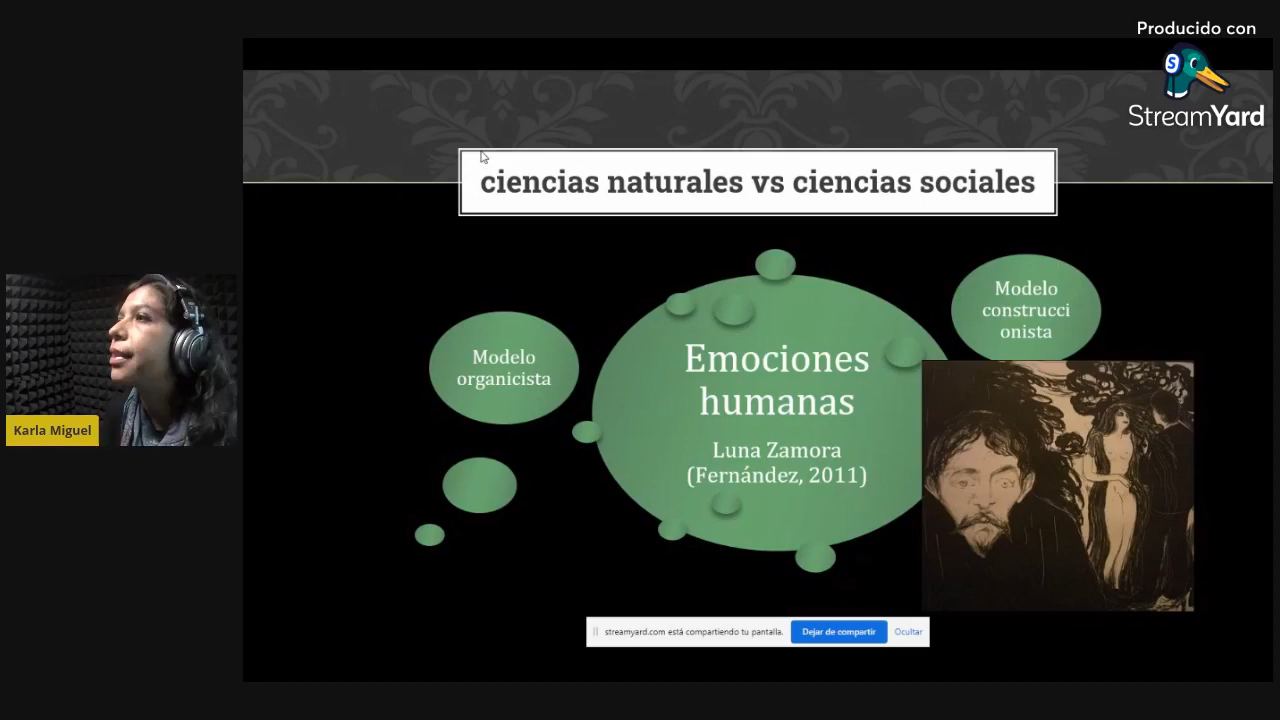 Producido con
S
StreamYard
ciencias naturales vs ciencias sociales
Modelo
organicista
Emociones
humanas
Luna Zamora
(Fernández, 2011)
Modelo
construcci
onista
Karla Miguel
streamyard.com está compartiendo tu pantalla.
Dejar de compartir
Ocultar